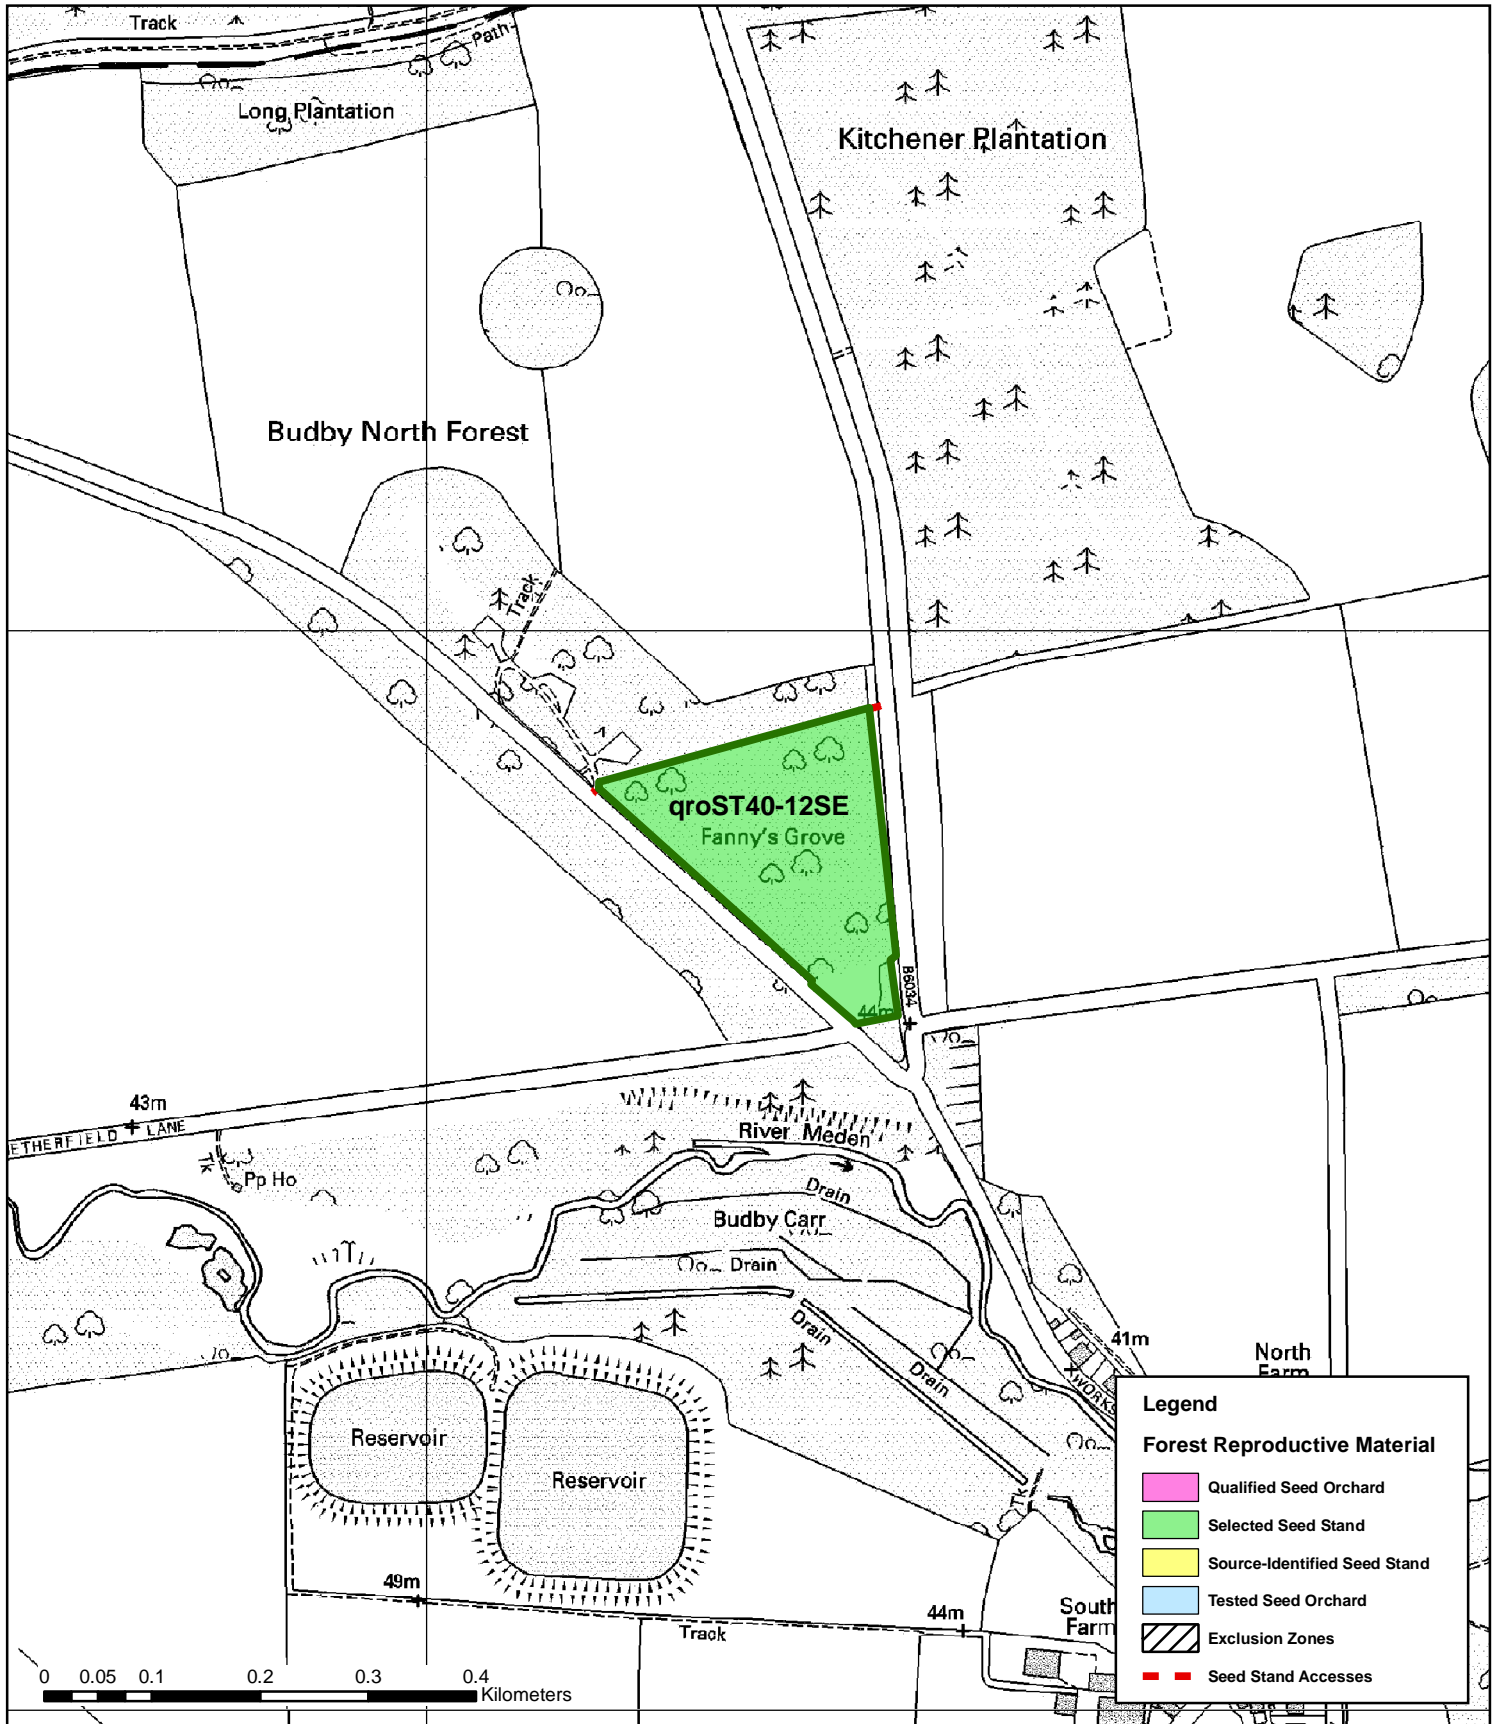 Track
Path
Long Plantation
Kitchener Plantation
Budby North Forest
Track
qroST40-12SE
Fanny's Grove
B6034
44m
43m
ETHERFIELD LANE
River Meden
Tk
Pp Ho
Drain
Budby Carr
Drain
Drain
Drain
41m
North
Farm
WORKS
Reservoir
Reservoir
Tk
49m
44m
South
Farm
Track
0 0.05 0.1 0.2 0.3 0.4
Kilometers
Legend
Forest Reproductive Material
Qualified Seed Orchard
Selected Seed Stand
Source-Identified Seed Stand
Tested Seed Orchard
Exclusion Zones
Seed Stand Accesses